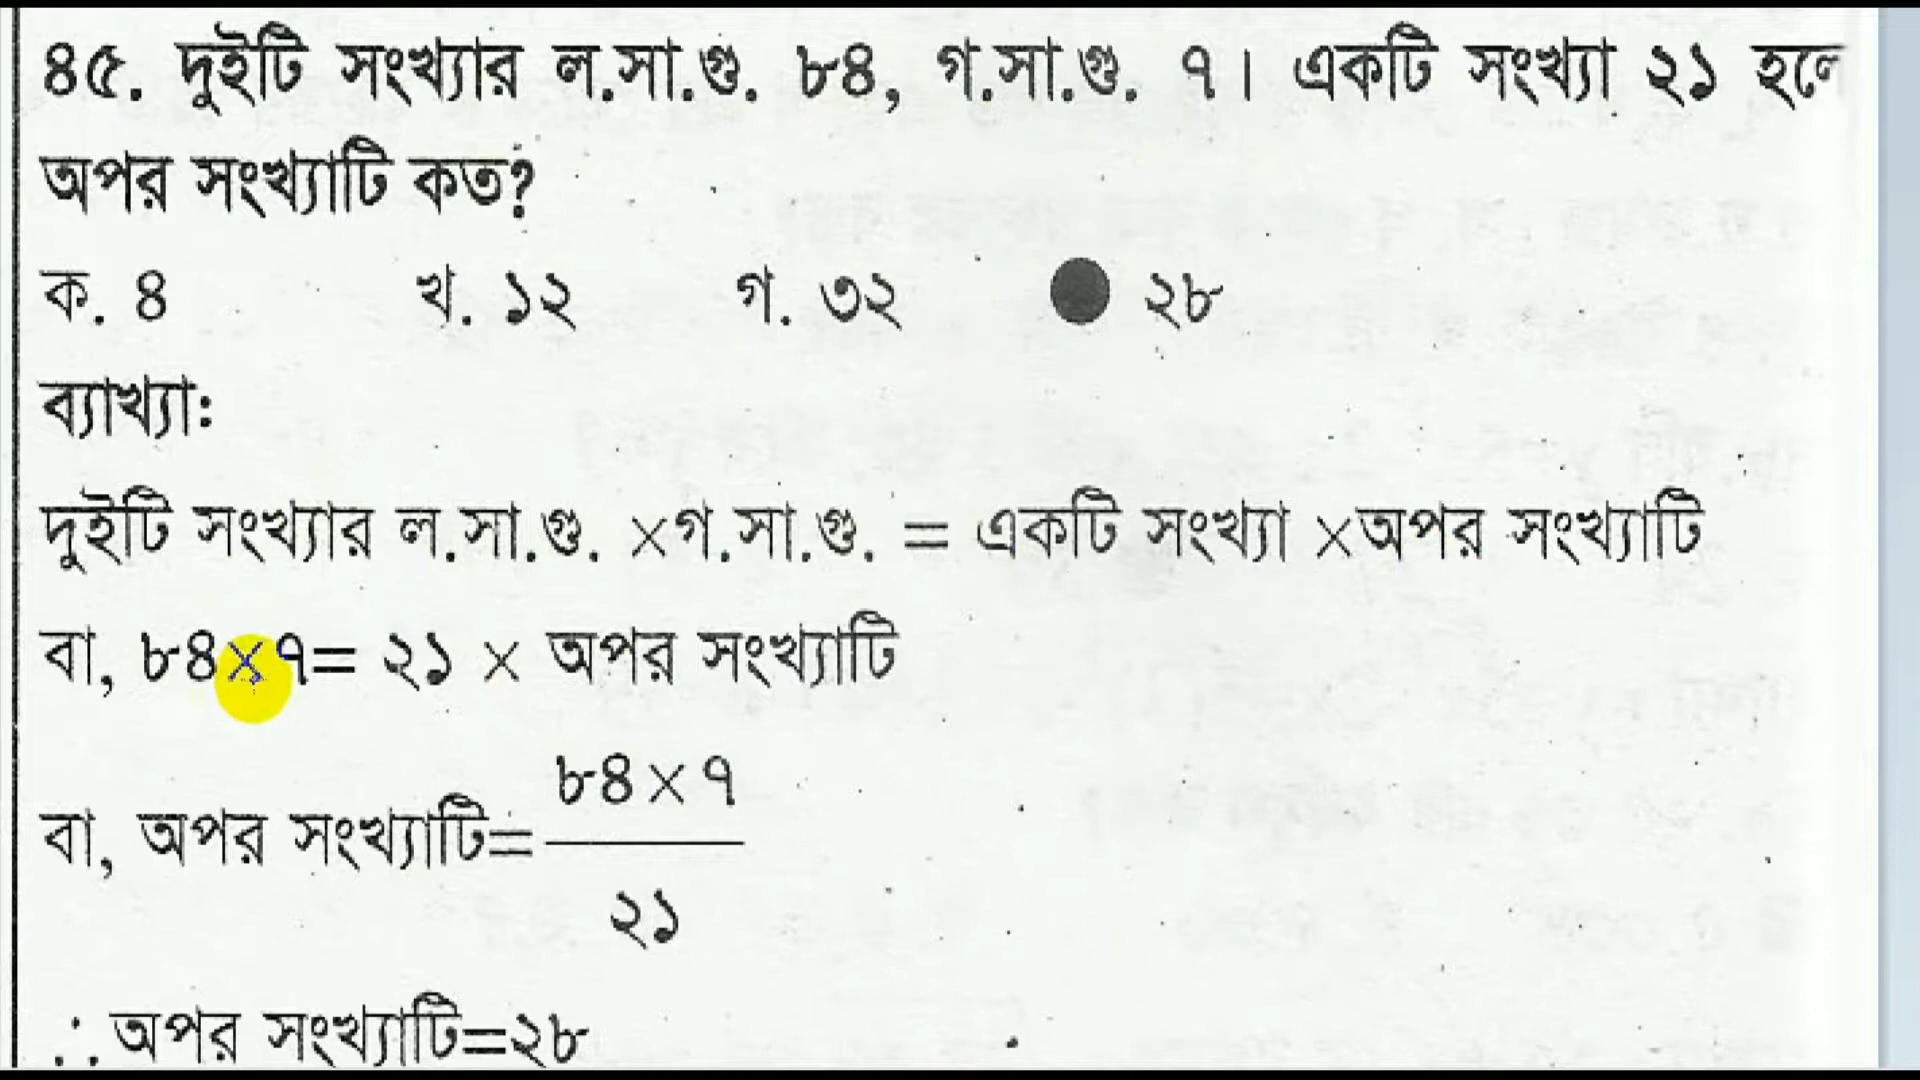 ৪৫. দুইটি সংখ্যার ল.সা.গু. ৮৪, গ.সা.গু. ৭। একটি সংখ্যা ২১ হলে
অপর সংখ্যাটি কত?
ক. ৪ খ. ১২ গ. ৩২ ● ২৮
ব্যাখ্যাঃ
দুইটি সংখ্যার ল.সা.গু. ×গ.সা.গু. = একটি সংখ্যা ×অপর সংখ্যাটি
বা, ৮৪×৭= ২১ × অপর সংখ্যাটি
বা, অপর সংখ্যাটি= ৮৪×৭
২১
∴ অপর সংখ্যাটি=২৮